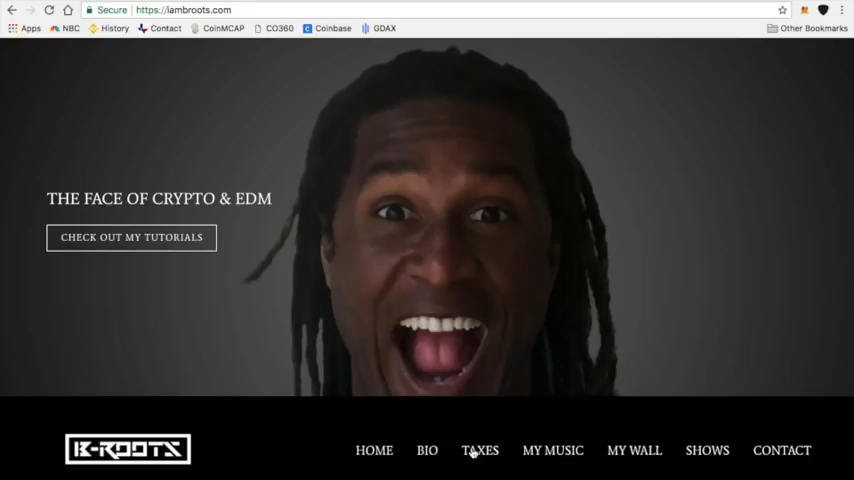 Secure https://iambroots.com
Apps NBC History Contact CoinMCAP CO360 Coinbase GDAX Other Bookmarks
THE FACE OF CRYPTO & EDM
CHECK OUT MY TUTORIALS
B-ROOTS HOME BIO TAXES MY MUSIC MY WALL SHOWS CONTACT